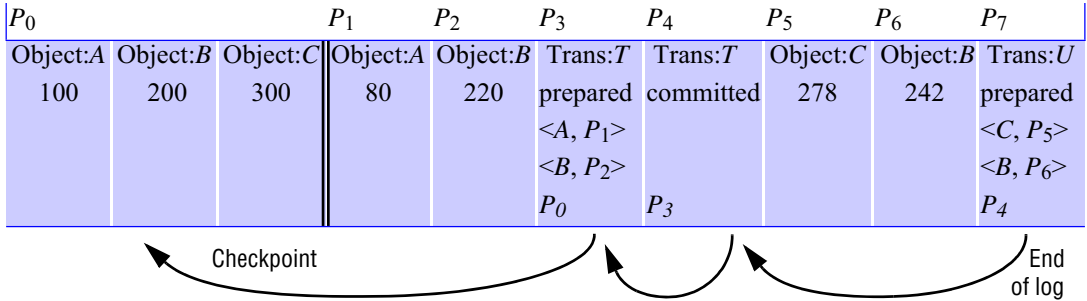 P0 P1 P2 P3 P4 P5 P6 P7
Object:A Object:B Object:C Object:A Object:B Trans:T Trans:T Object:C Object:B Trans:U
100 200 300 80 220 prepared committed 278 242 prepared
<A, P1> <C, P5>
<B, P2> <B, P6>
P0 P3 P4
Checkpoint End
of log